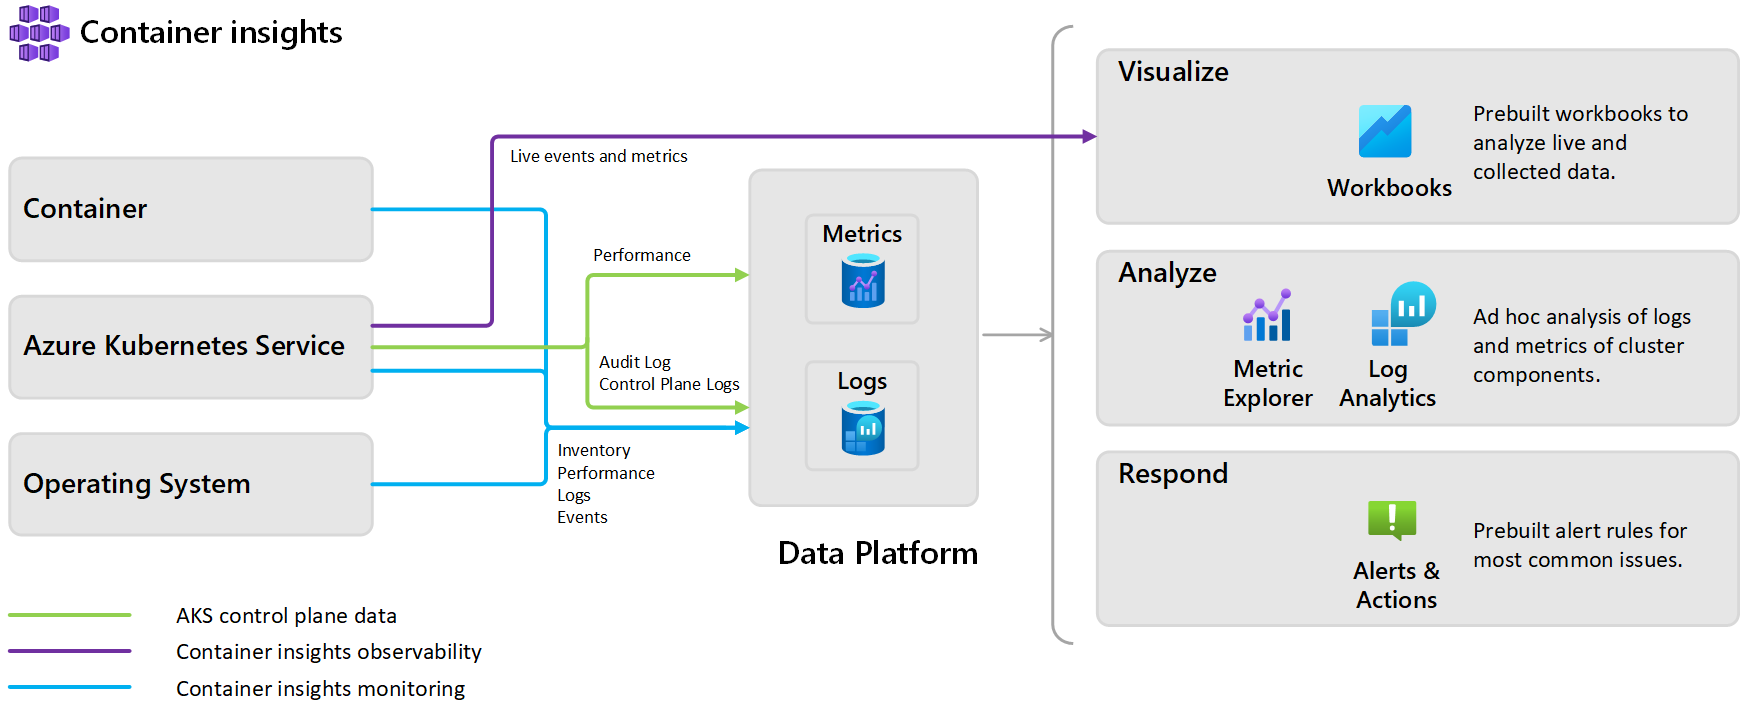 Container insights
Container
Azure Kubernetes Service
Operating System
Live events and metrics
Performance
Audit Log
Control Plane Logs
Inventory
Performance
Logs
Events
Metrics
Logs
Data Platform
Visualize
Workbooks
Prebuilt workbooks to
analyze live and
collected data.
Analyze
Metric
Explorer
Log
Analytics
Ad hoc analysis of logs
and metrics of cluster
components.
Respond
Alerts &
Actions
Prebuilt alert rules for
most common issues.
AKS control plane data
Container insights observability
Container insights monitoring